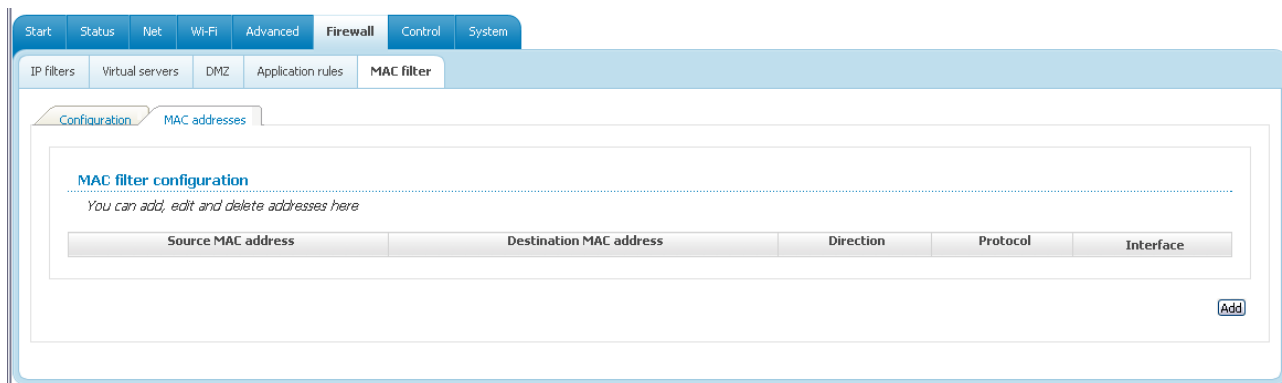 Start Status Net Wi-Fi Advanced Firewall Control System
IP filters Virtual servers DMZ Application rules MAC filter
Configuration MAC addresses
MAC filter configuration
You can add, edit and delete addresses here
Source MAC address Destination MAC address Direction Protocol Interface
Add